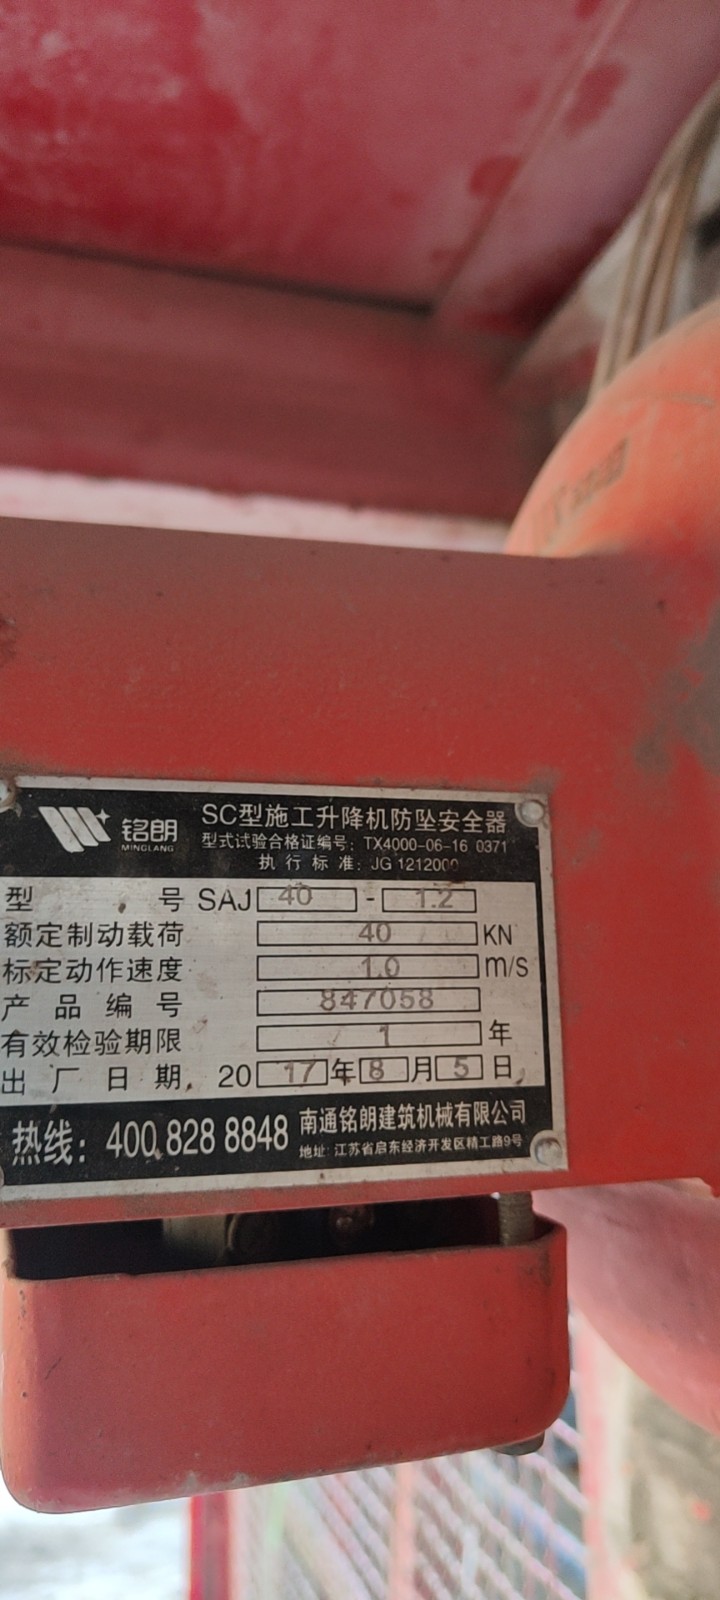 铭朗
MINGLANG
SC型施工升降机防坠安全器
型式试验合格证编号：TX4000-06-16 0371
执行标准：JG 1212000
型 号 SAJ 40 - 1.2
额定制动载荷 40 KN
标定动作速度 1.0 m/s
产品编号 847058
有效检验期限 1 年
出厂日期 2017年8月5日
热线：400 828 8848
南通铭朗建筑机械有限公司
地址：江苏省启东经济开发区精工路9号